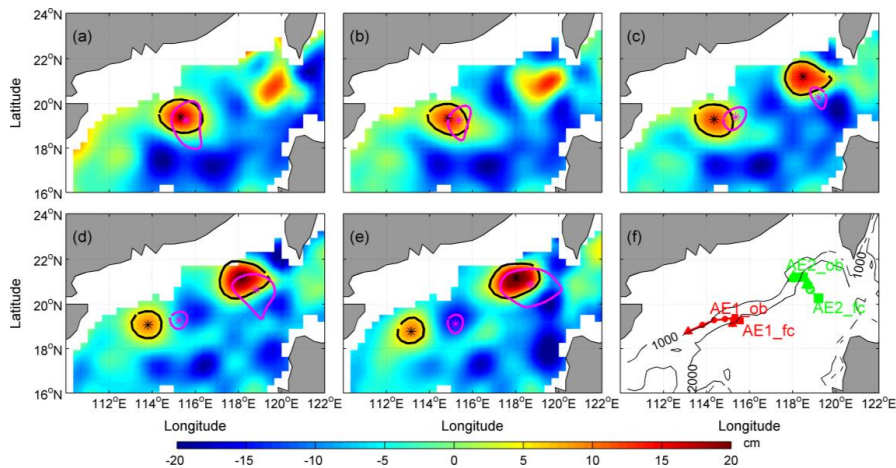 24°N
22°N
20°N
18°N
16°N
Latitude
(a)
(b)
(c)
24°N
22°N
20°N
18°N
16°N
Latitude
(d)
(e)
(f)
AE2_ob
AE2_fc
AE1_ob
AE1_fc
1000
1000
2000
112°E 114°E 116°E 118°E 120°E 122°E
112°E 114°E 116°E 118°E 120°E 122°E
112°E 114°E 116°E 118°E 120°E 122°E
Longitude Longitude Longitude
cm
-20 -15 -10 -5 0 5 10 15 20